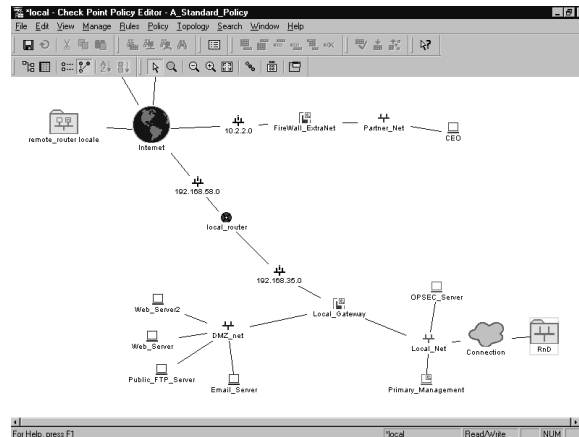 *local - Check Point Policy Editor - A_Standard_Policy
File Edit View Manage Rules Policy Topology Search Window Help
remote_router locale
Internet
10.2.2.0
FireWall_ExtraNet
Partner_Net
CEO
192.168.58.0
local_router
192.168.35.0
OPSEC_Server
Web_Server2
Local_Gateway
DMZ_net
Web_Server
Local_Net
Connection
RnD
Public_FTP_Server
Email_Server
Primary_Management
For Help, press F1
*local
Read/Write
NUM